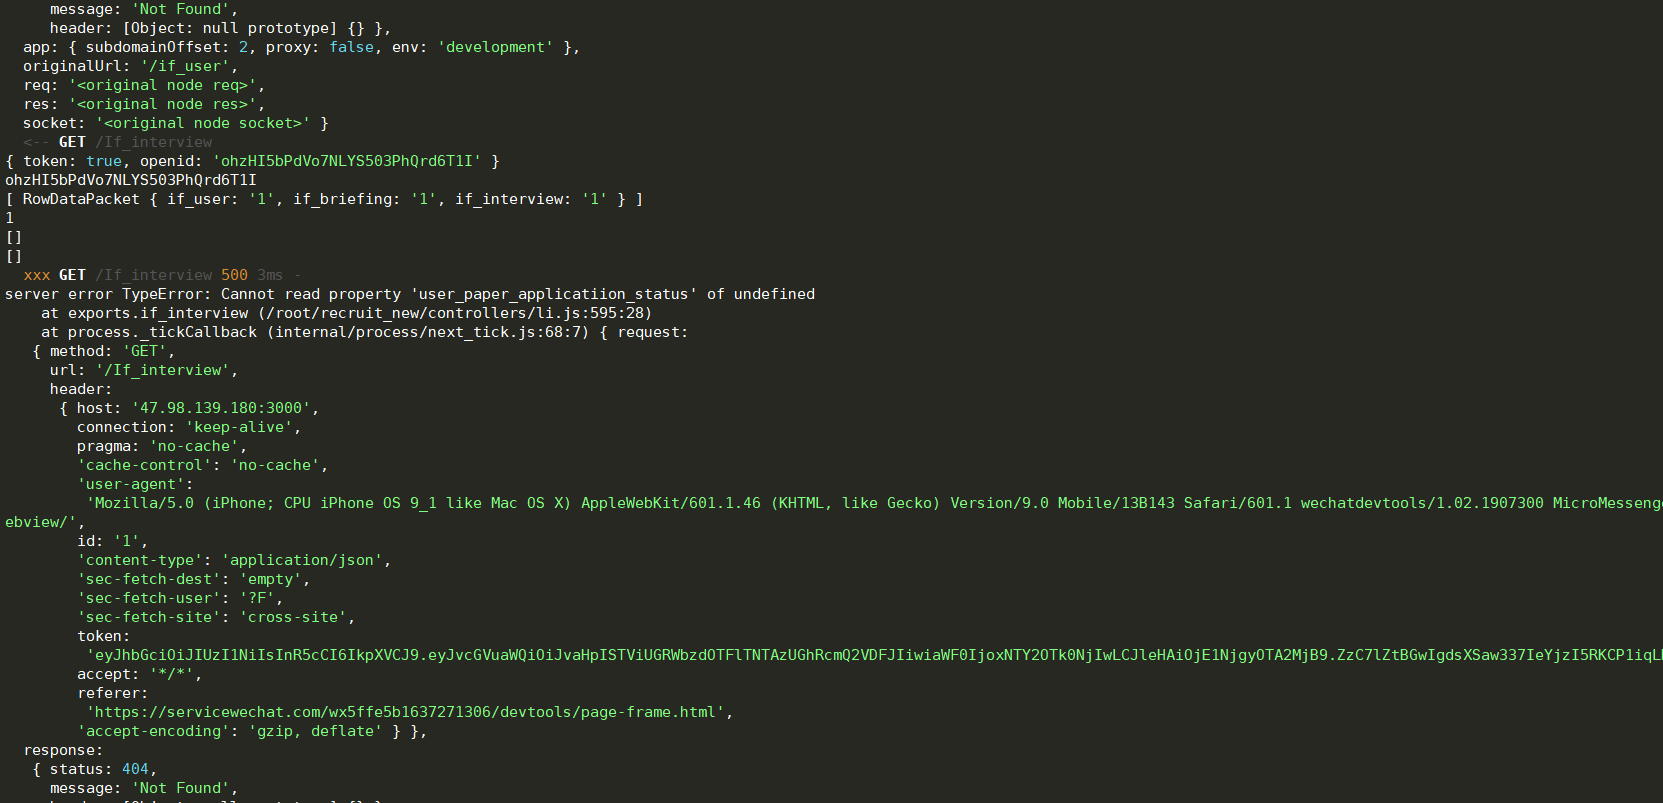 message: 'Not Found',
header: [Object: null prototype] {} },
app: { subdomainOffset: 2, proxy: false, env: 'development' },
originalUrl: '/if_user',
req: '<original node req>',
res: '<original node res>',
socket: '<original node socket>' }
<-- GET /If_interview
{ token: true, openid: 'ohzHI5bPdVo7NLYS503PhQrd6T1I' }
ohzHI5bPdVo7NLYS503PhQrd6T1I
[ RowDataPacket { if_user: '1', if_briefing: '1', if_interview: '1' } ]
1
[]
[]
xxx GET /If_interview 500 3ms -
server error TypeError: Cannot read property 'user_paper_applicatiion_status' of undefined
at exports.if_interview (/root/recruit_new/controllers/li.js:595:28)
at process._tickCallback (internal/process/next_tick.js:68:7) { request:
{ method: 'GET',
url: '/If_interview',
header:
{ host: '47.98.139.180:3000',
connection: 'keep-alive',
pragma: 'no-cache',
'cache-control': 'no-cache',
'user-agent':
'Mozilla/5.0 (iPhone; CPU iPhone OS 9_1 like Mac OS X) AppleWebKit/601.1.46 (KHTML, like Gecko) Version/9.0 Mobile/13B143 Safari/601.1 wechatdevtools/1.02.1907300 MicroMesseng
ebview/',
id: '1',
'content-type': 'application/json',
'sec-fetch-dest': 'empty',
'sec-fetch-user': '?F',
'sec-fetch-site': 'cross-site',
token:
'eyJhbGciOiJIUzI1NiIsInR5cCI6IkpXVCJ9.eyJvcGVuaWQiOiJvaHpISTViUGRWbzdOTFlTNTAzUGhRcmQ2VDFJIiwiaWF0IjoxNTY2OTk0NjIwLCJleHAiOjE1NjgyOTA2MjB9.ZzC7lZtBGwIgdsXSaw337IeYjzI5RKCP1iqL
accept: '*/*',
referer:
'https://servicewechat.com/wx5ffe5b1637271306/devtools/page-frame.html',
'accept-encoding': 'gzip, deflate' } },
response:
{ status: 404,
message: 'Not Found',